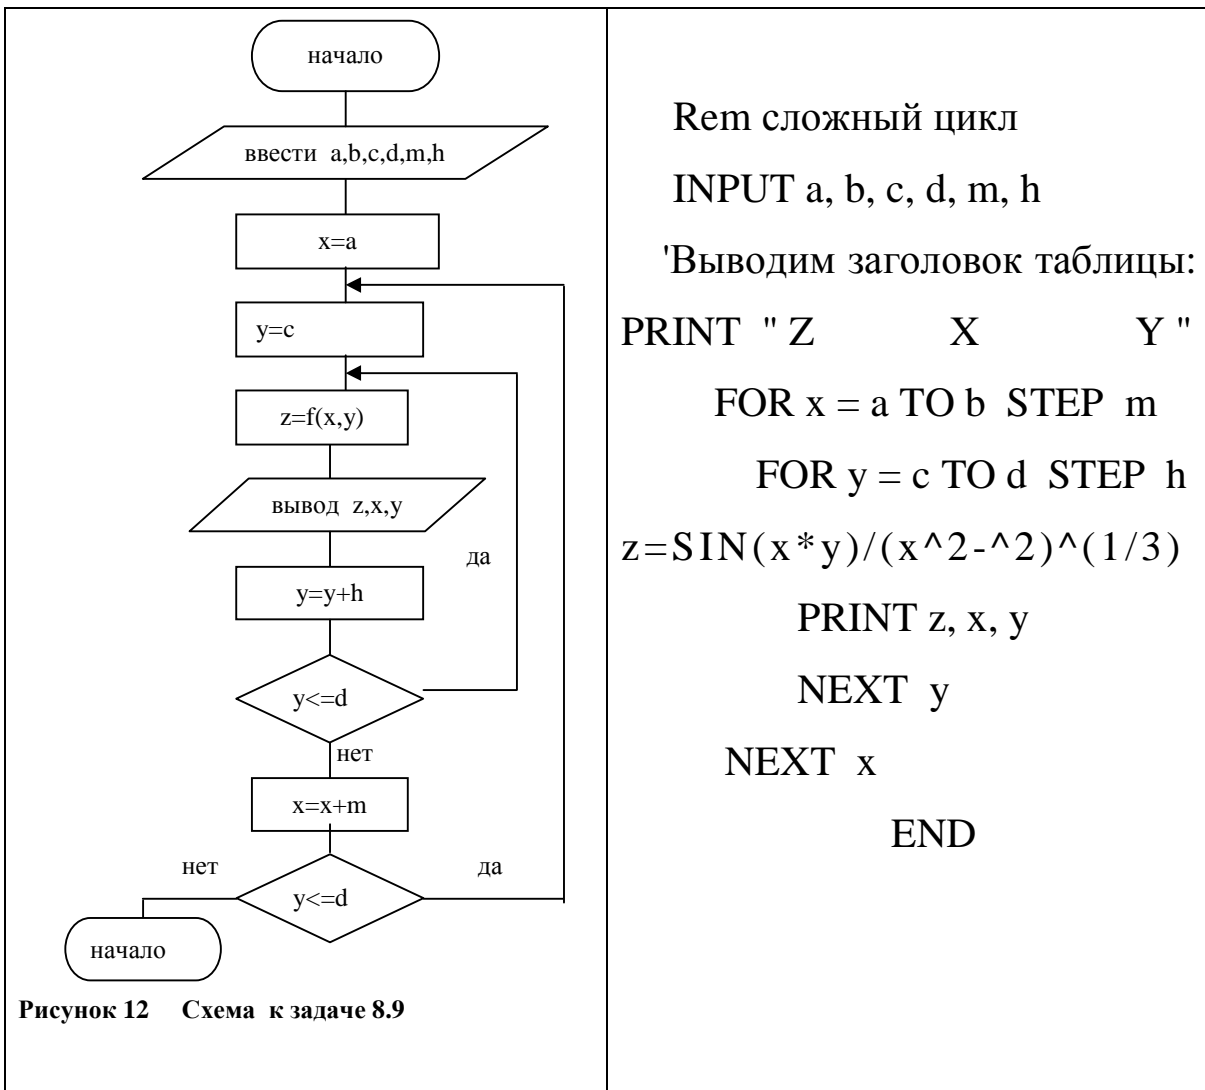 начало
ввести a,b,c,d,m,h
x=a
y=c
z=f(x,y)
вывод z,x,y
да
y=y+h
y<=d
нет
x=x+m
нет
да
y<=d
начало
Рисунок 12 Схема к задаче 8.9
Rem сложный цикл
INPUT a, b, c, d, m, h
'Выводим заголовок таблицы:
PRINT " Z X Y "
FOR x = a TO b STEP m
FOR y = c TO d STEP h
z=SIN(x*y)/(x^2-^2)^(1/3)
PRINT z, x, y
NEXT y
NEXT x
END